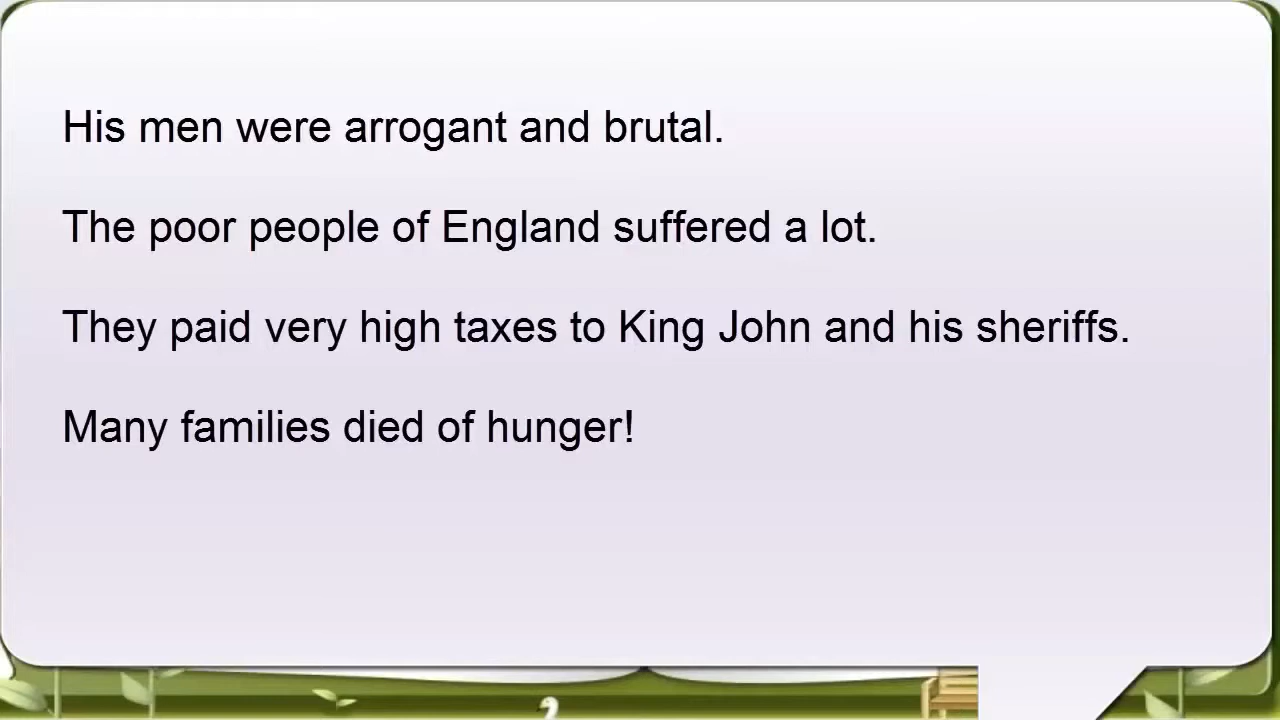 His men were arrogant and brutal.
The poor people of England suffered a lot.
They paid very high taxes to King John and his sheriffs.
Many families died of hunger!